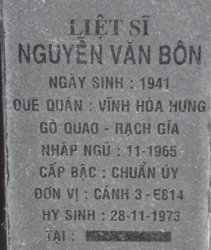 LIỆT SĨ
NGUYỄN VĂN BÔN
NGÀY SINH : 1941
QUÊ QUÁN : VĨNH HÒA HƯNG
GÒ QUAO - RẠCH GÍA
NHẬP NGŨ : 11-1965
CẤP BẬC : CHUẨN ÚY
ĐƠN VỊ : CÁNH 3 - E814
HY SINH : 28-11-1973
TẠI :